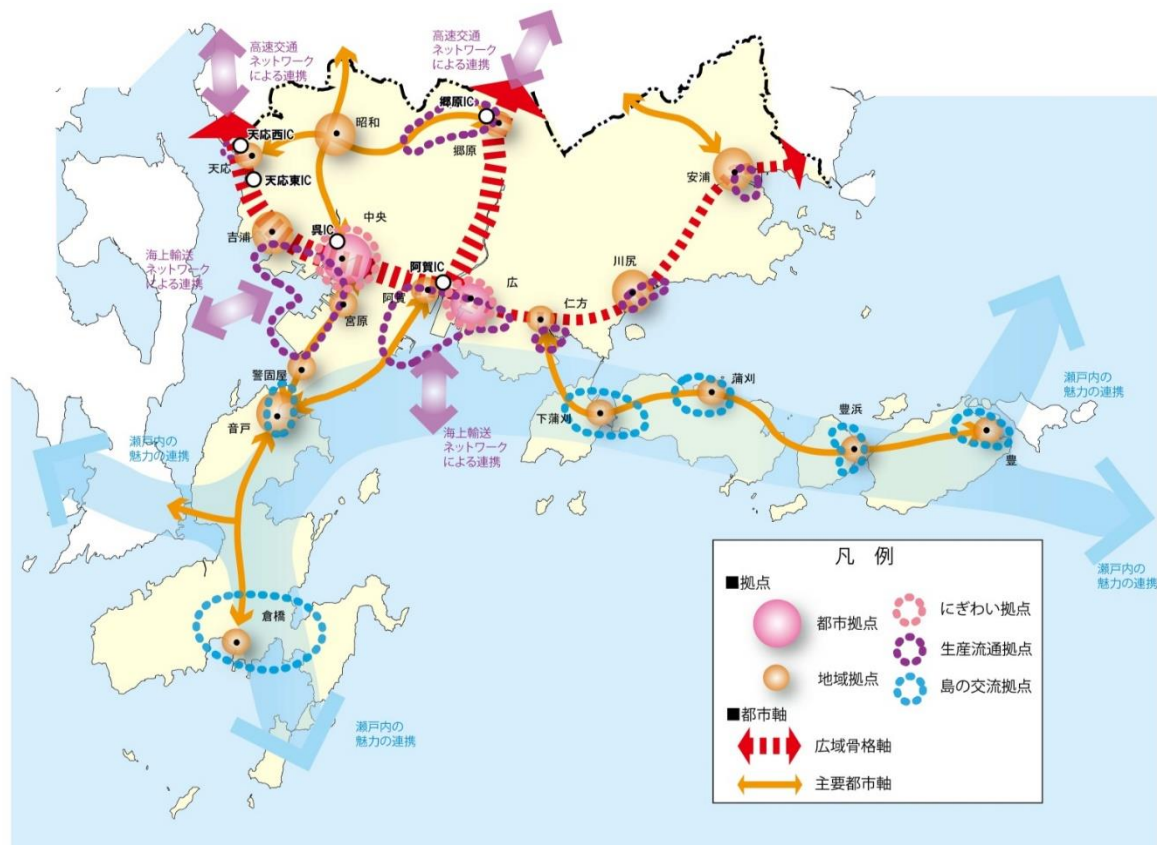 高速交通
ネットワーク
による連携
高速交通
ネットワーク
による連携
郷原IC
昭和
郷原
天応西IC
天応
天応東IC
安浦
中央
呉IC
吉浦
海上輸送
ネットワーク
による連携
阿賀IC
川尻
広
阿賀
仁方
宮原
警固屋
蒲刈
瀬戸内の
魅力の連携
豊浜
下蒲刈
音戸
瀬戸内の
魅力の連携
海上輸送
ネットワーク
による連携
豊
瀬戸内の
魅力の連携
倉橋
瀬戸内の
魅力の連携
凡 例
■拠点
都市拠点
にぎわい拠点
生産流通拠点
地域拠点
島の交流拠点
■都市軸
広域骨格軸
主要都市軸